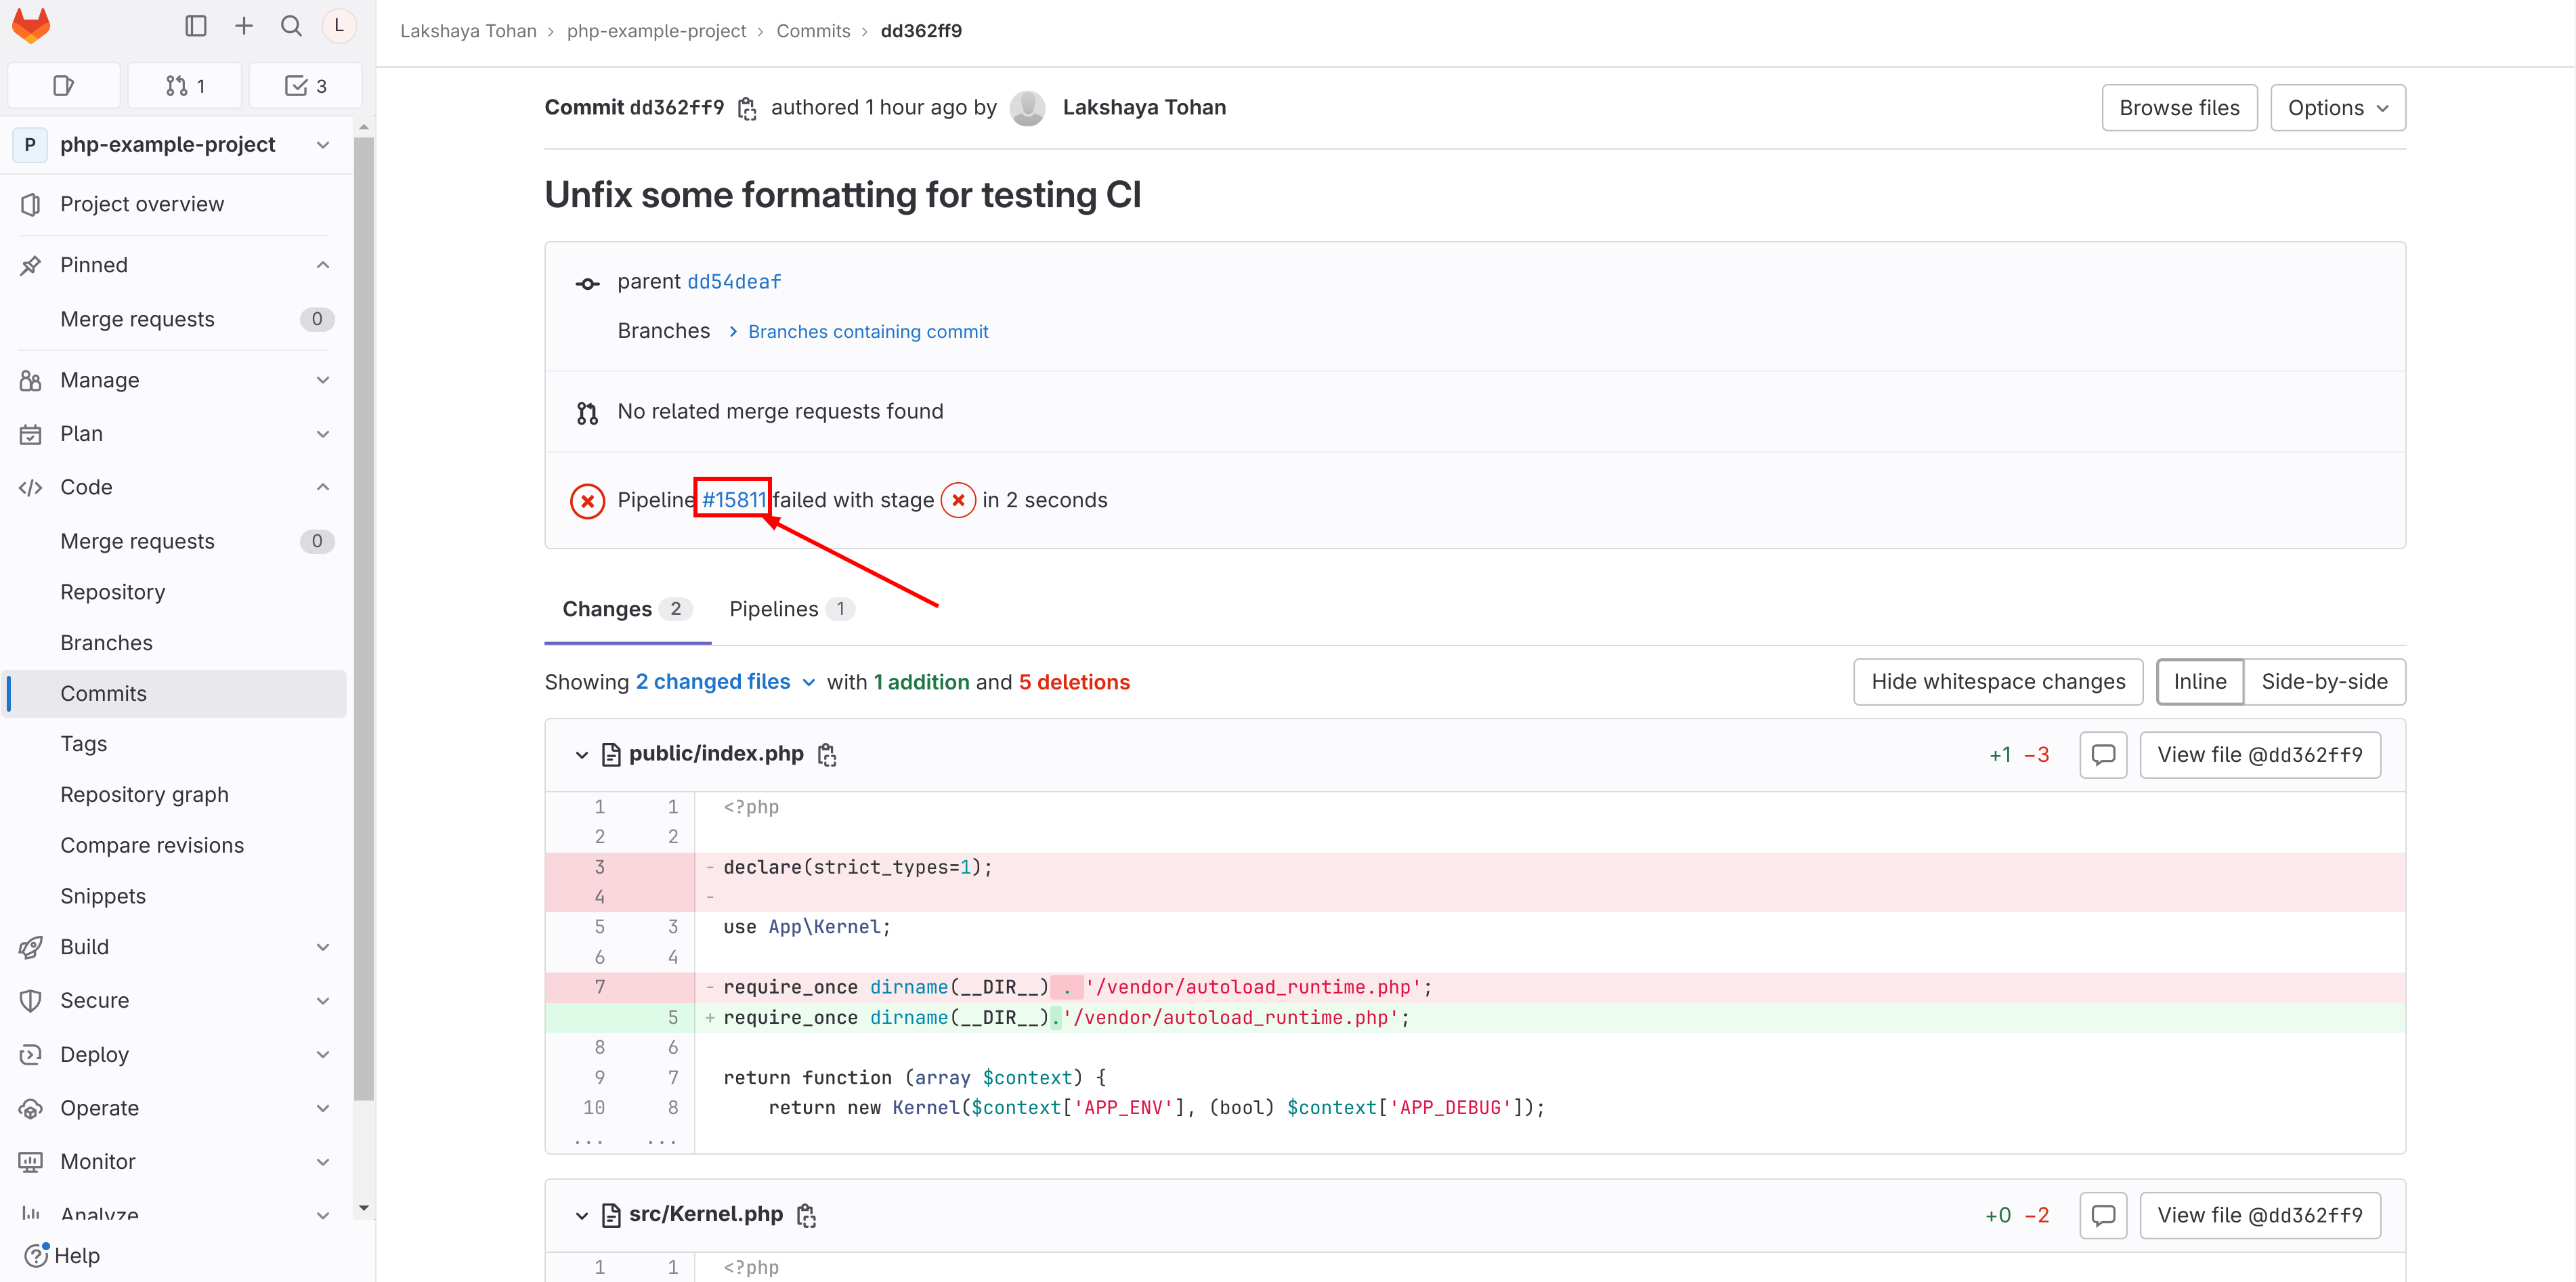 L
Lakshaya Tohan › php-example-project › Commits › dd362ff9
1
3
P php-example-project
Project overview
Pinned
Merge requests 0
Manage
Plan
Code
Merge requests 0
Repository
Branches
Commits
Tags
Repository graph
Compare revisions
Snippets
Build
Secure
Deploy
Operate
Monitor
Analyze
Help
Commit dd362ff9 authored 1 hour ago by Lakshaya Tohan
Browse files
Options
Unfix some formatting for testing CI
parent dd54deaf
Branches › Branches containing commit
No related merge requests found
Pipeline #15811 failed with stage in 2 seconds
Changes 2
Pipelines 1
Showing 2 changed files with 1 addition and 5 deletions
Hide whitespace changes
Inline
Side-by-side
public/index.php
+1 −3
View file @dd362ff9
1 1 <?php
2 2
3 - declare(strict_types=1);
4 -
5 3 use App\Kernel;
6 4
7 - require_once dirname(__DIR__) . '/vendor/autoload_runtime.php';
5 + require_once dirname(__DIR__).'/vendor/autoload_runtime.php';
8 6
9 7 return function (array $context) {
10 8 return new Kernel($context['APP_ENV'], (bool) $context['APP_DEBUG']);
... ...
src/Kernel.php
+0 −2
View file @dd362ff9
1 1 <?php